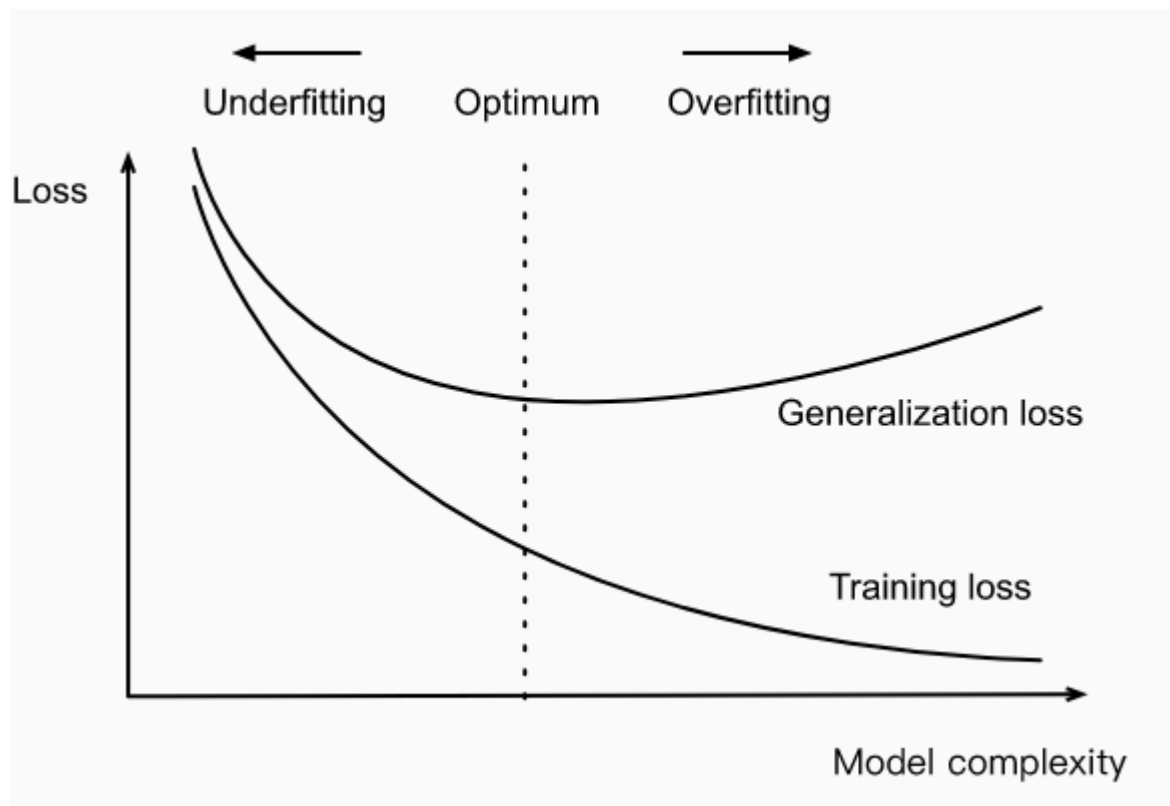 Underfitting Optimum Overfitting
Loss
Generalization loss
Training loss
Model complexity